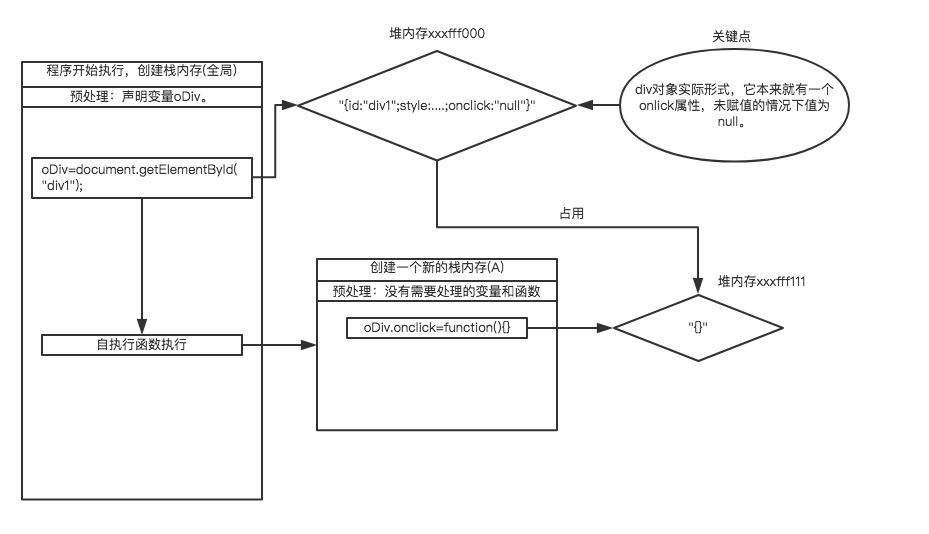 堆内存xxxfff000
关键点
程序开始执行，创建栈内存(全局)
预处理：声明变量oDiv。
"{id:"div1";style:....;onclick:"null"}"
div对象实际形式，它本来就有一个
onlick属性，未赋值的情况下值为
null。
oDiv=document.getElementById(
"div1");
占用
创建一个新的栈内存(A)
预处理：没有需要处理的变量和函数
堆内存xxxfff111
oDiv.onclick=function(){}
"{}"
自执行函数执行